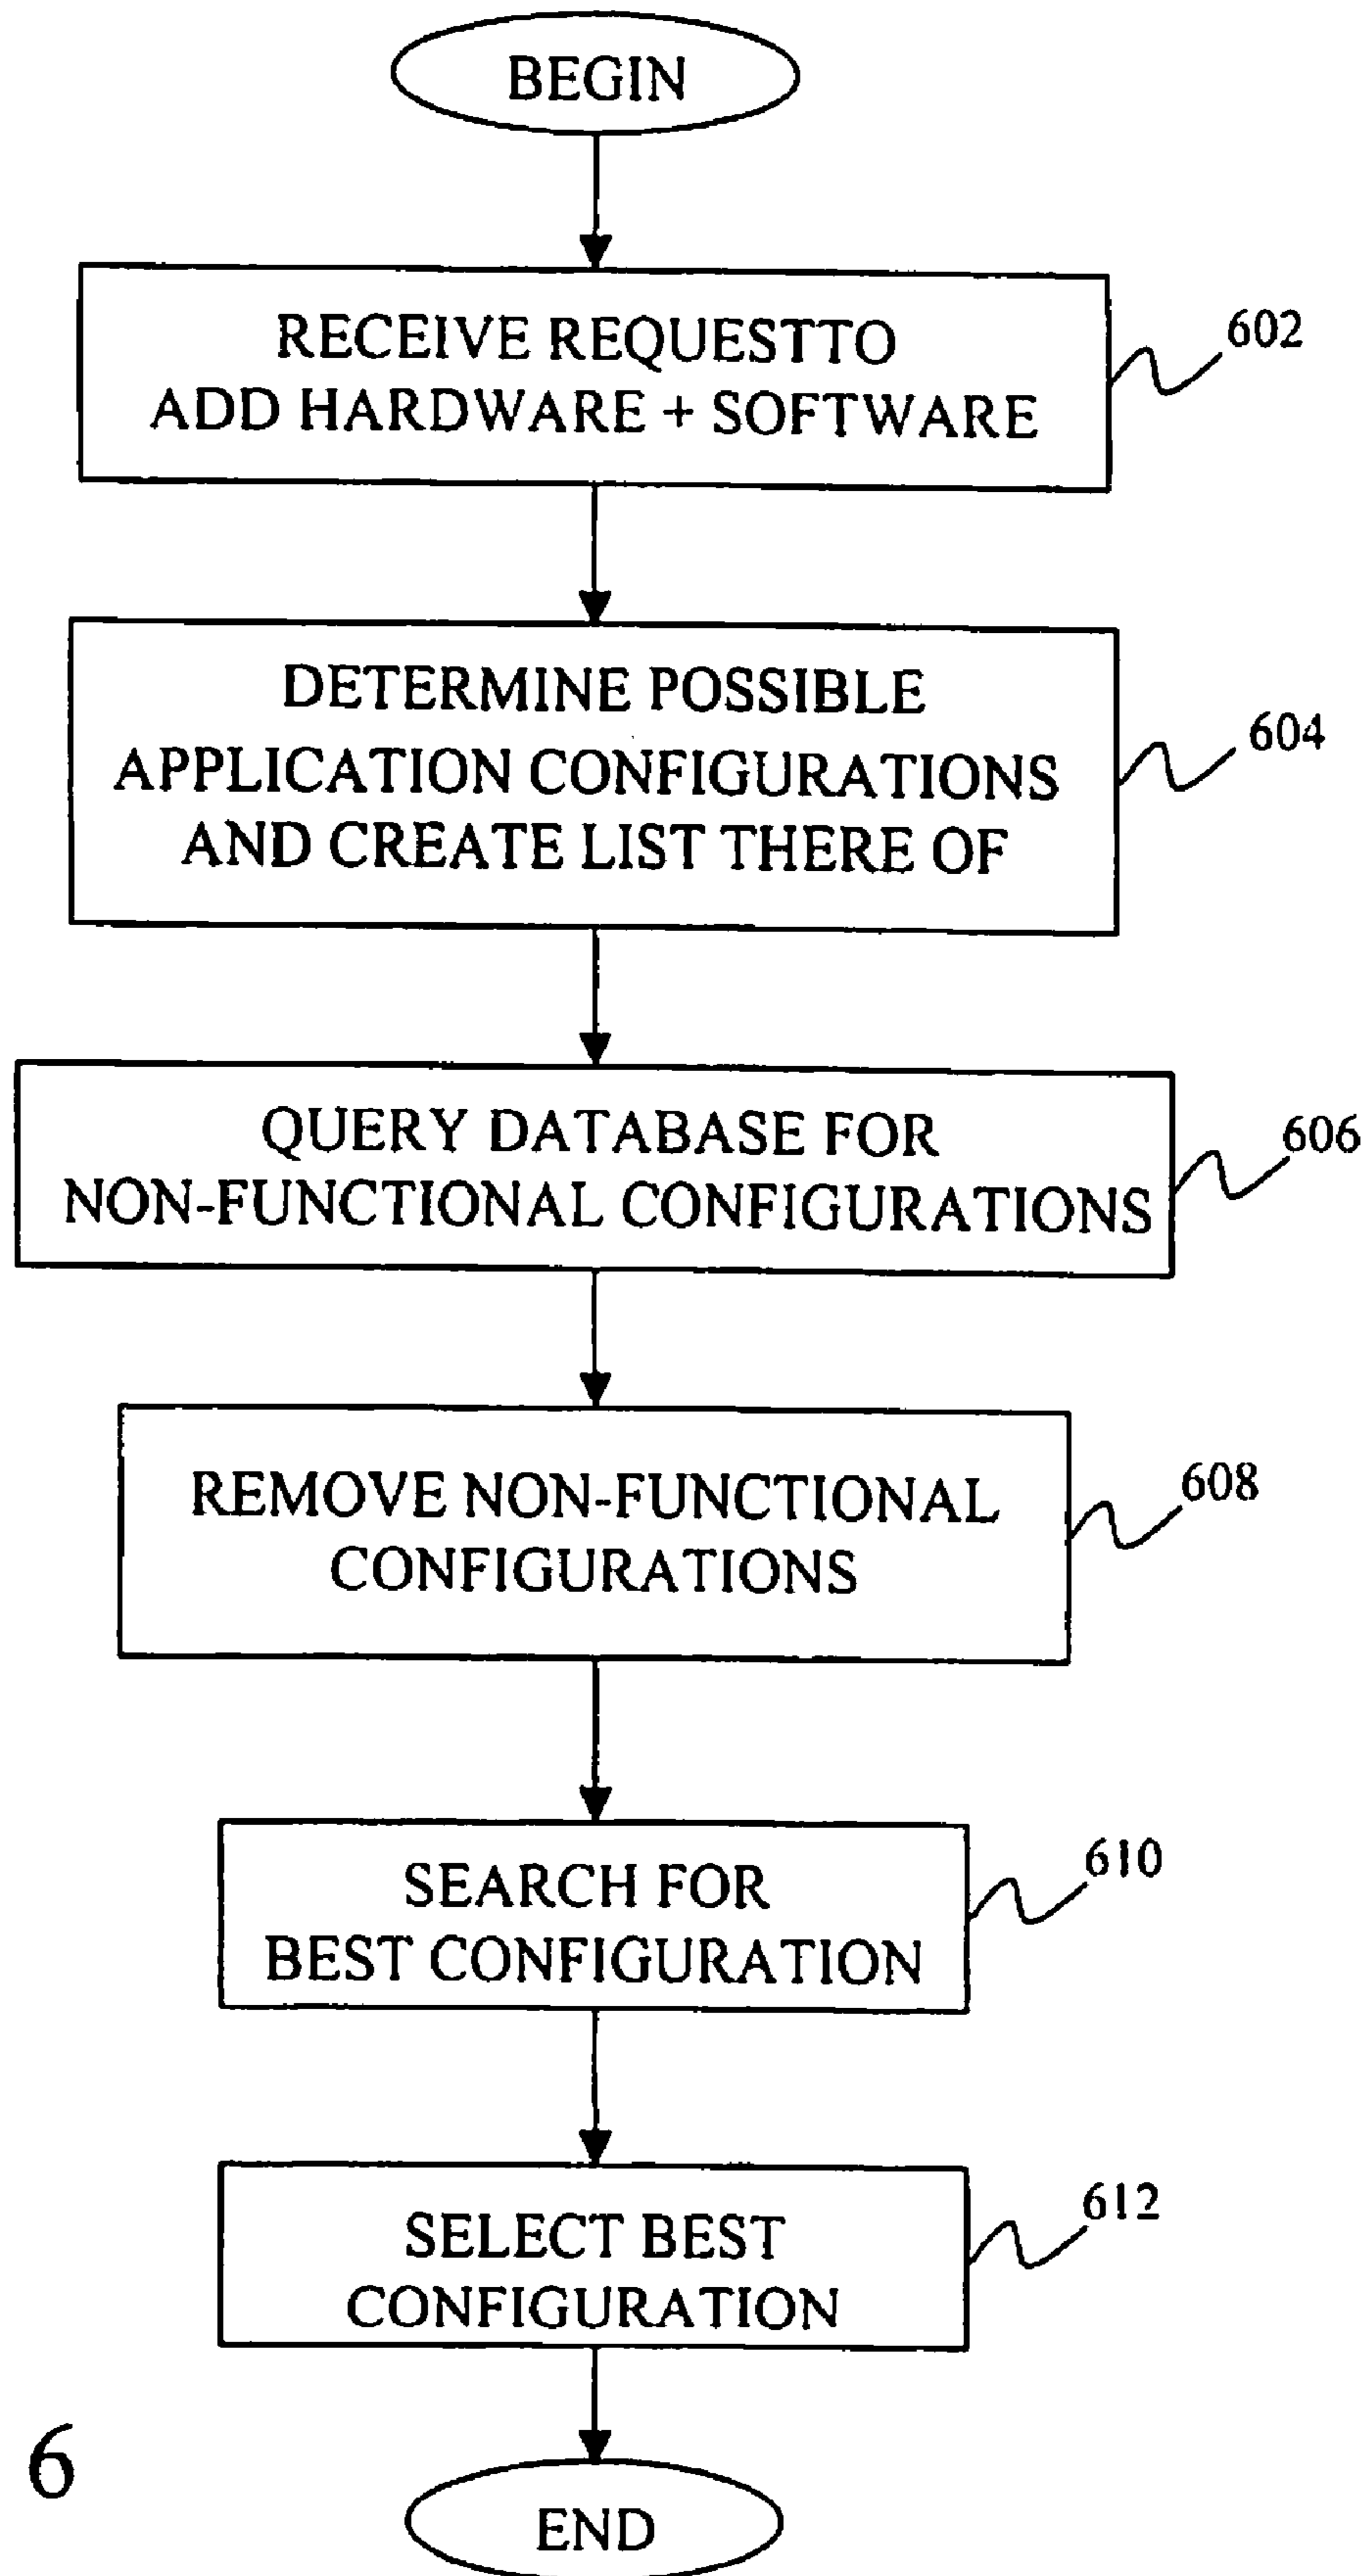 BEGIN
RECEIVE REQUESTTO
ADD HARDWARE + SOFTWARE
602
DETERMINE POSSIBLE
APPLICATION CONFIGURATIONS
AND CREATE LIST THERE OF
604
QUERY DATABASE FOR
NON-FUNCTIONAL CONFIGURATIONS
606
REMOVE NON-FUNCTIONAL
CONFIGURATIONS
608
SEARCH FOR
BEST CONFIGURATION
610
SELECT BEST
CONFIGURATION
612
6
END